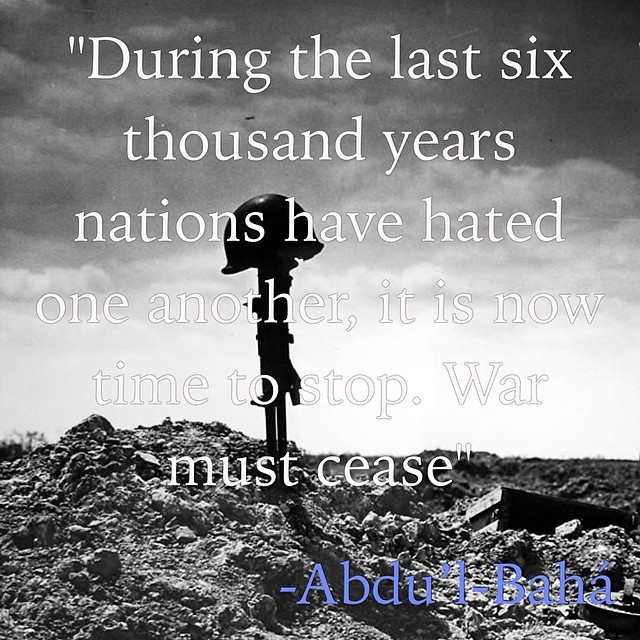 "During the last six
thousand years
nations have hated
one another, it is now
time to stop. War
must cease"
-Abdu'l-Bahá